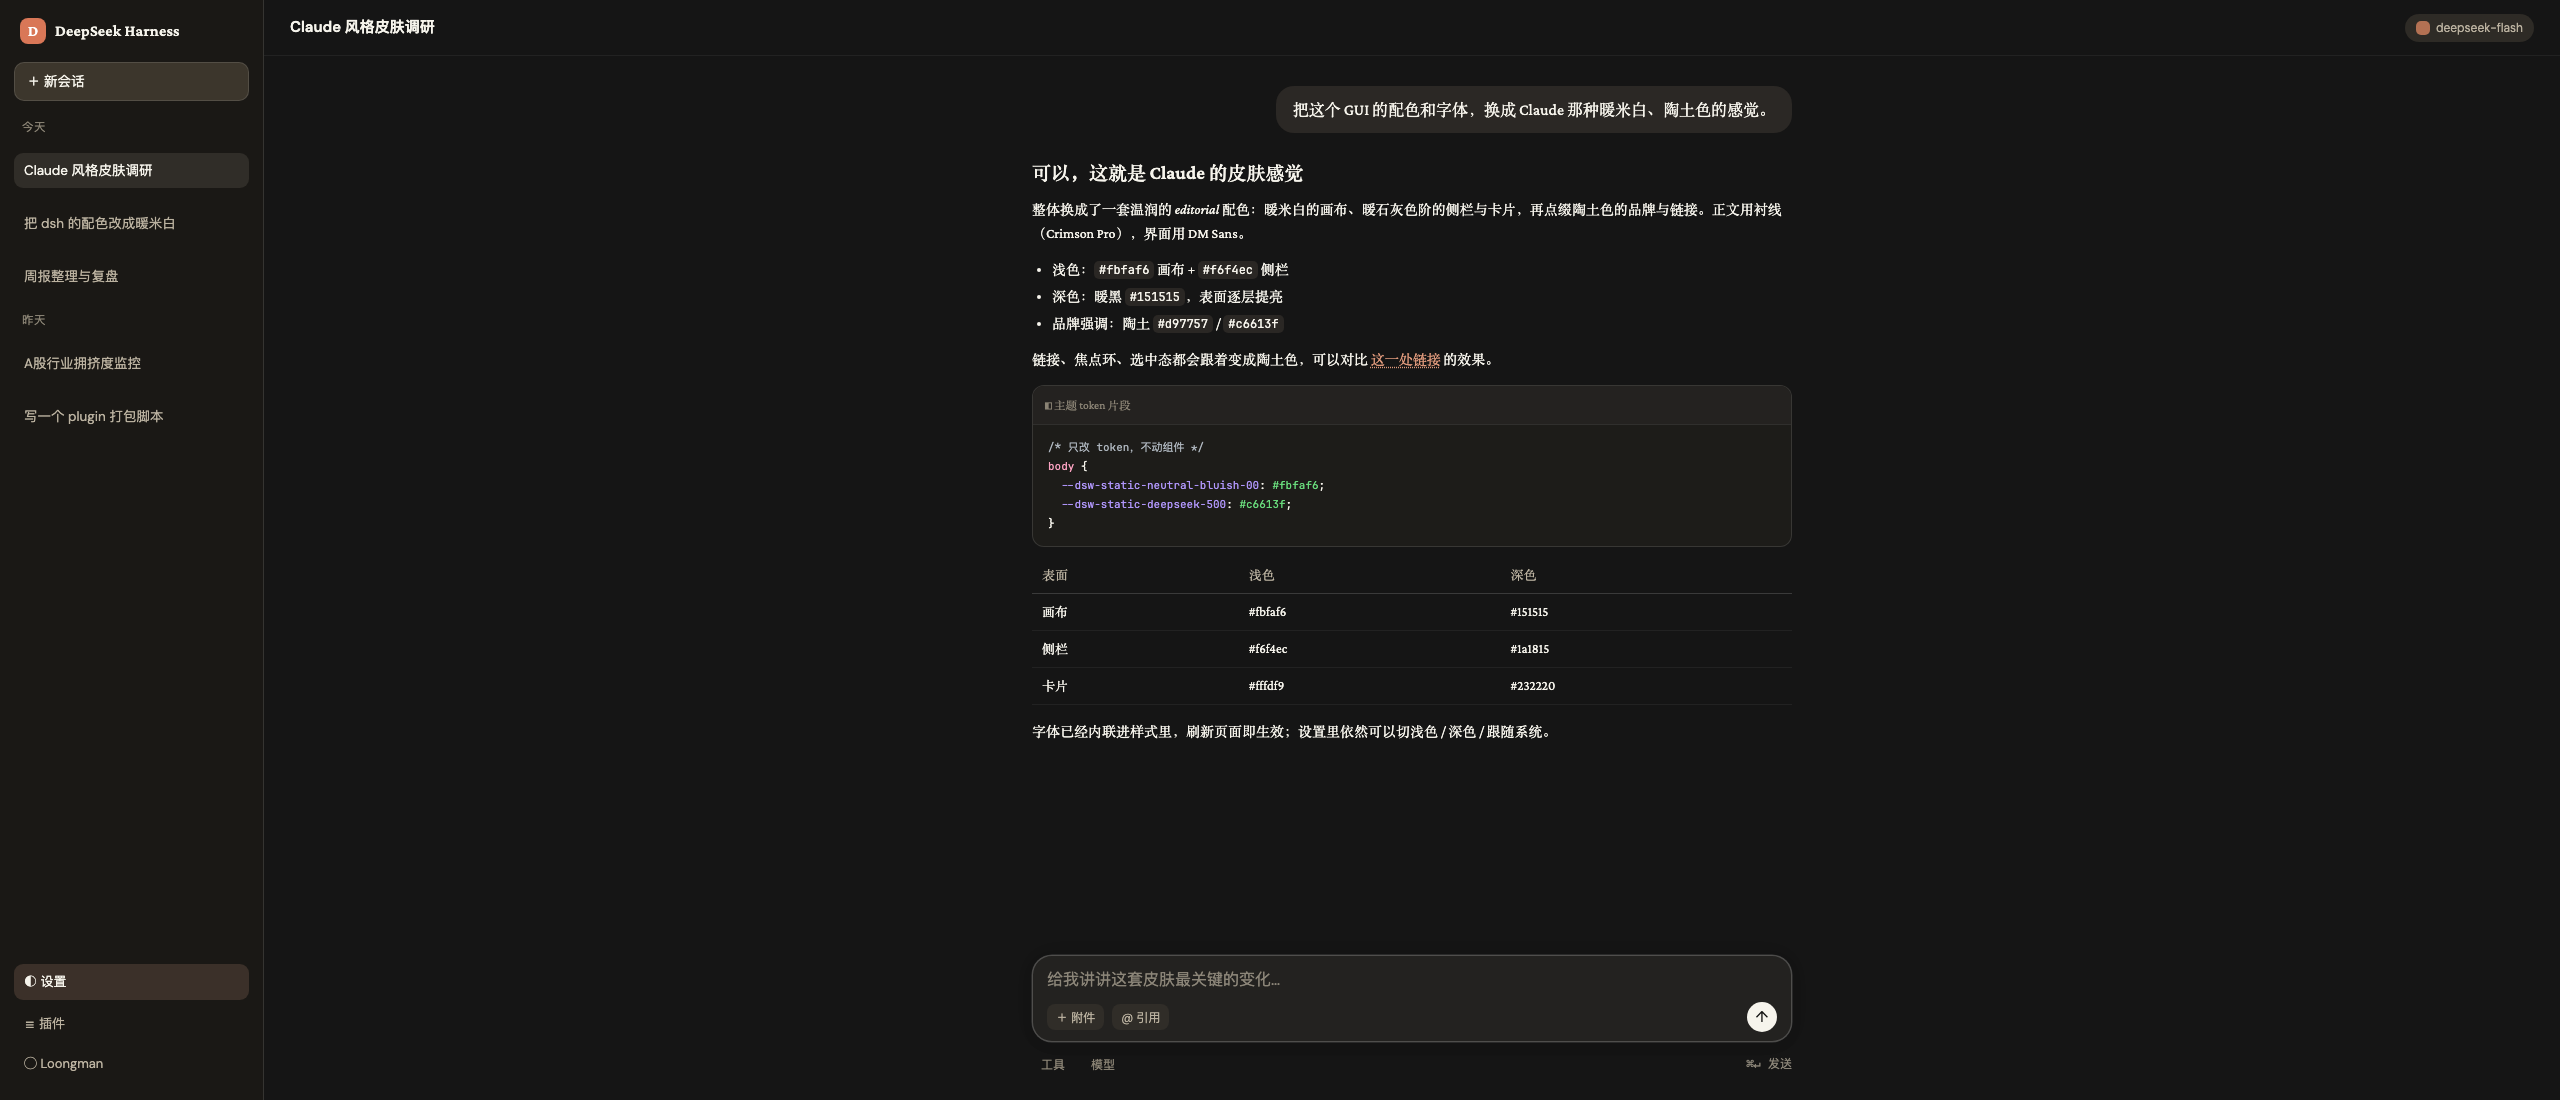 D DeepSeek Harness
+ 新会话
今天
Claude 风格皮肤调研
把 dsh 的配色改成暖米白
周报整理与复盘
昨天
A股行业拥挤度监控
写一个 plugin 打包脚本
设置
插件
Loongman
Claude 风格皮肤调研
deepseek-flash
把这个 GUI 的配色和字体，换成 Claude 那种暖米白、陶土色的感觉。
可以，这就是 Claude 的皮肤感觉
整体换成了一套温润的 editorial 配色：暖米白的画布、暖石灰色阶的侧栏与卡片，再点缀陶土色的品牌与链接。正文用衬线
（Crimson Pro），界面用 DM Sans。
• 浅色：#fbfaf6 画布 + #f6f4ec 侧栏
• 深色：暖黑 #151515，表面逐层提亮
• 品牌强调：陶土 #d97757 / #c6613f
链接、焦点环、选中态都会跟着变成陶土色，可以对比 这一处链接 的效果。
主题 token 片段
/* 只改 token，不动组件 */
body {
--dsw-static-neutral-bluish-00: #fbfaf6;
--dsw-static-deepseek-500: #c6613f;
}
表面 浅色 深色
画布 #fbfaf6 #151515
侧栏 #f6f4ec #1a1815
卡片 #fffdf9 #232220
字体已经内联进样式里，刷新页面即生效；设置里依然可以切浅色 / 深色 / 跟随系统。
给我讲讲这套皮肤最关键的变化…
+ 附件 @ 引用
工具 模型 ⌘↵ 发送